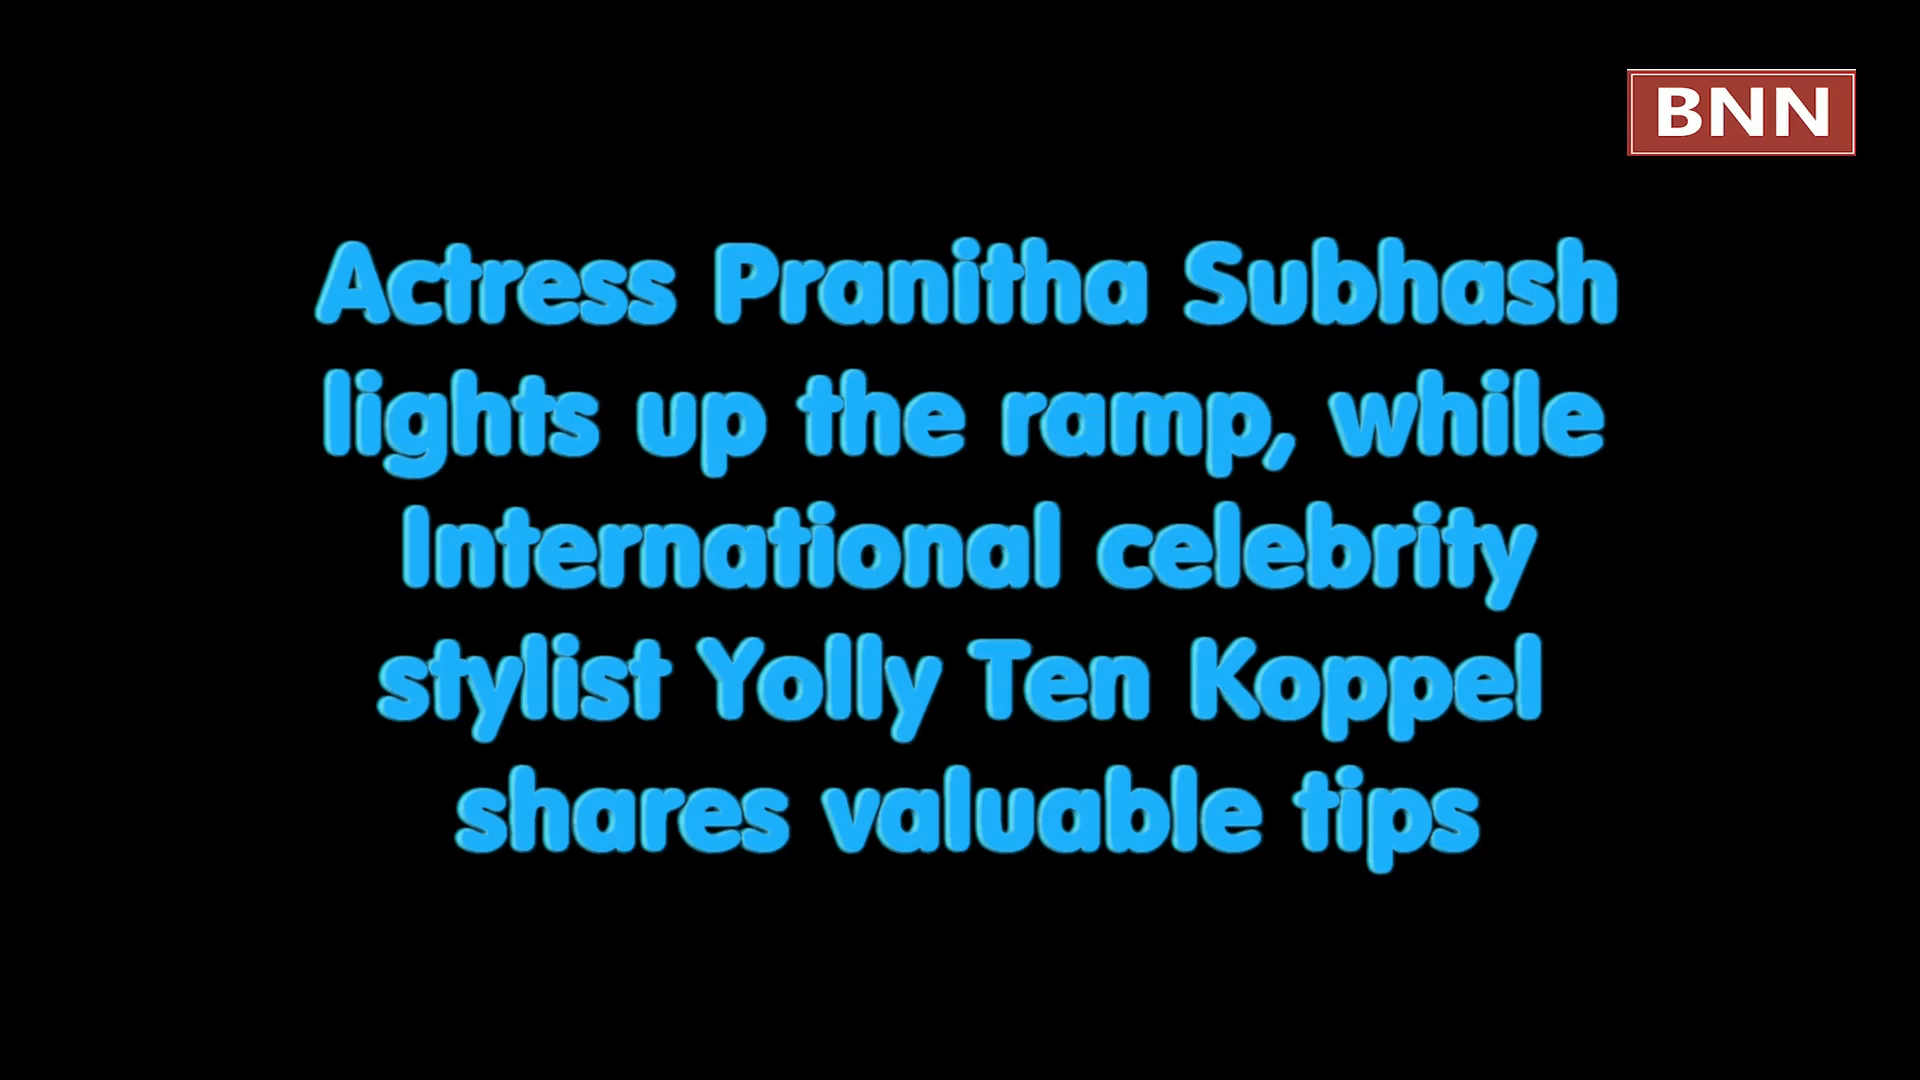 BNN
Actress Pranitha Subhash
lights up the ramp, while
International celebrity
stylist Yolly Ten Koppel
shares valuable tips